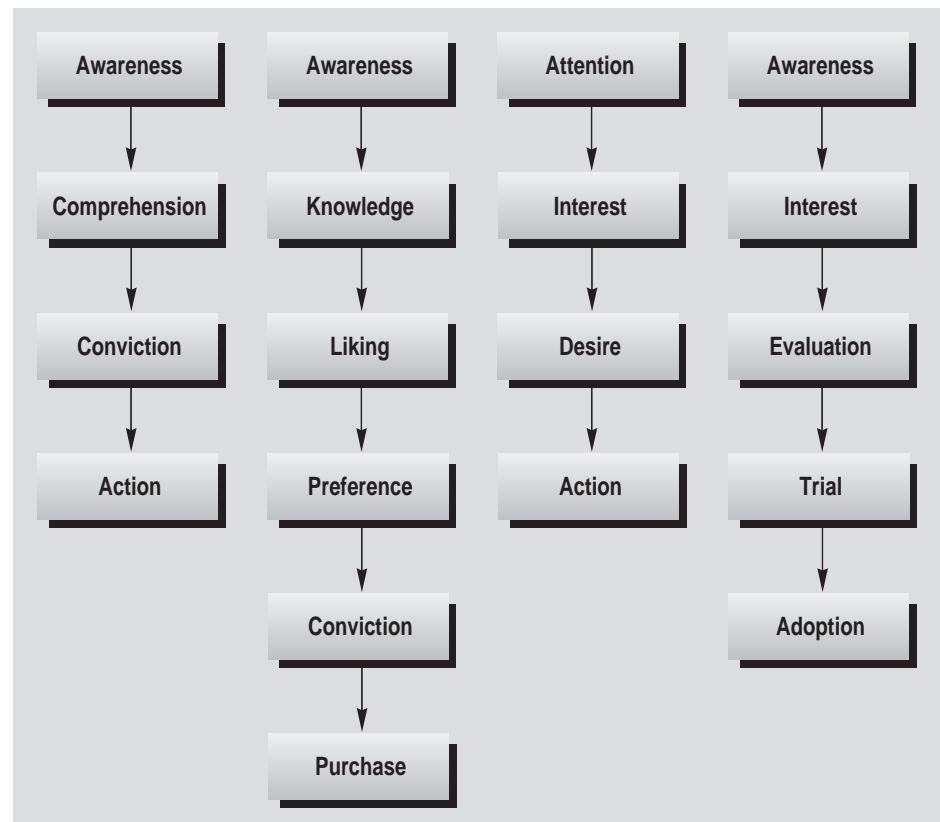 Awareness
Comprehension
Conviction
Action
Awareness
Knowledge
Liking
Preference
Conviction
Purchase
Attention
Interest
Desire
Action
Awareness
Interest
Evaluation
Trial
Adoption